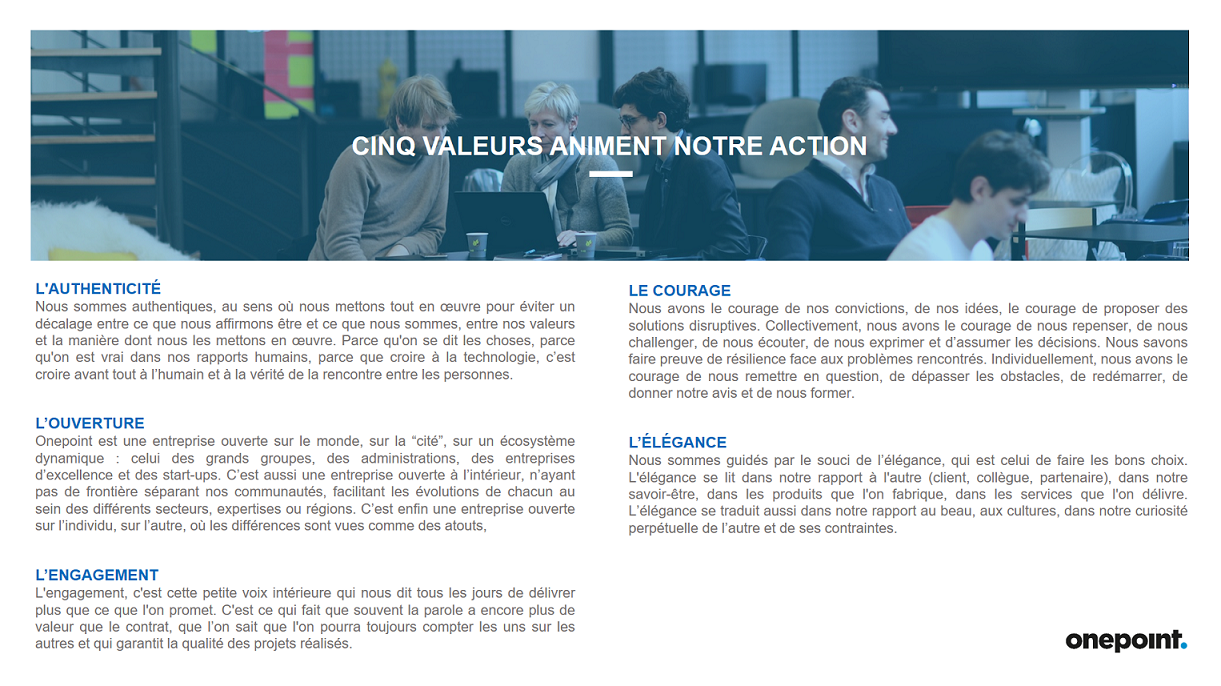 CINQ VALEURS ANIMENT NOTRE ACTION
L'AUTHENTICITÉ
Nous sommes authentiques, au sens où nous mettons tout en œuvre pour éviter un
décalage entre ce que nous affirmons être et ce que nous sommes, entre nos valeurs
et la manière dont nous les mettons en œuvre. Parce qu'on se dit les choses, parce
qu'on est vrai dans nos rapports humains, parce que croire à la technologie, c’est
croire avant tout à l’humain et à la vérité de la rencontre entre les personnes.
L’OUVERTURE
Onepoint est une entreprise ouverte sur le monde, sur la “cité”, sur un écosystème
dynamique : celui des grands groupes, des administrations, des entreprises
d’excellence et des start-ups. C’est aussi une entreprise ouverte à l’intérieur, n’ayant
pas de frontière séparant nos communautés, facilitant les évolutions de chacun au
sein des différents secteurs, expertises ou régions. C’est enfin une entreprise ouverte
sur l’individu, sur l’autre, où les différences sont vues comme des atouts,
L’ENGAGEMENT
L'engagement, c'est cette petite voix intérieure qui nous dit tous les jours de délivrer
plus que ce que l'on promet. C'est ce qui fait que souvent la parole a encore plus de
valeur que le contrat, que l’on sait que l'on pourra toujours compter les uns sur les
autres et qui garantit la qualité des projets réalisés.
LE COURAGE
Nous avons le courage de nos convictions, de nos idées, le courage de proposer des
solutions disruptives. Collectivement, nous avons le courage de nous repenser, de nous
challenger, de nous écouter, de nous exprimer et d’assumer les décisions. Nous savons
faire preuve de résilience face aux problèmes rencontrés. Individuellement, nous avons le
courage de nous remettre en question, de dépasser les obstacles, de redémarrer, de
donner notre avis et de nous former.
L’ÉLÉGANCE
Nous sommes guidés par le souci de l’élégance, qui est celui de faire les bons choix.
L'élégance se lit dans notre rapport à l'autre (client, collègue, partenaire), dans notre
savoir-être, dans les produits que l'on fabrique, dans les services que l'on délivre.
L’élégance se traduit aussi dans notre rapport au beau, aux cultures, dans notre curiosité
perpétuelle de l’autre et de ses contraintes.
onepoint.